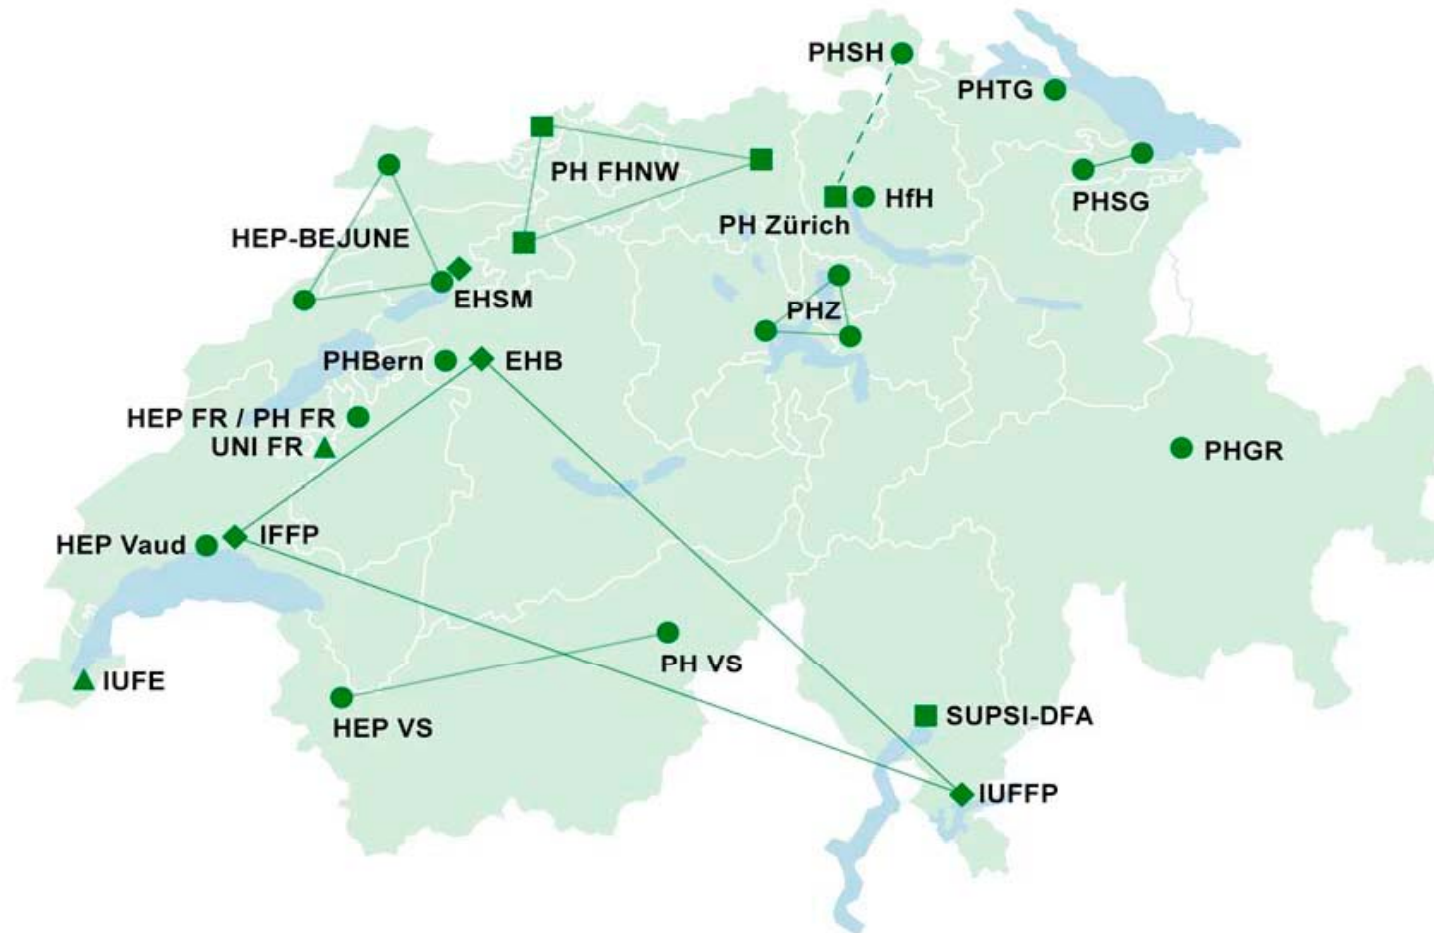 PHSH
PHTG
PH FHNW
HfH
PHSG
PH Zürich
HEP-BEJUNE
EHSM
PHZ
PHBern
EHB
HEP FR / PH FR
UNI FR
PHGR
IFFP
HEP Vaud
PH VS
IUFE
HEP VS
SUPSI-DFA
IUFFP